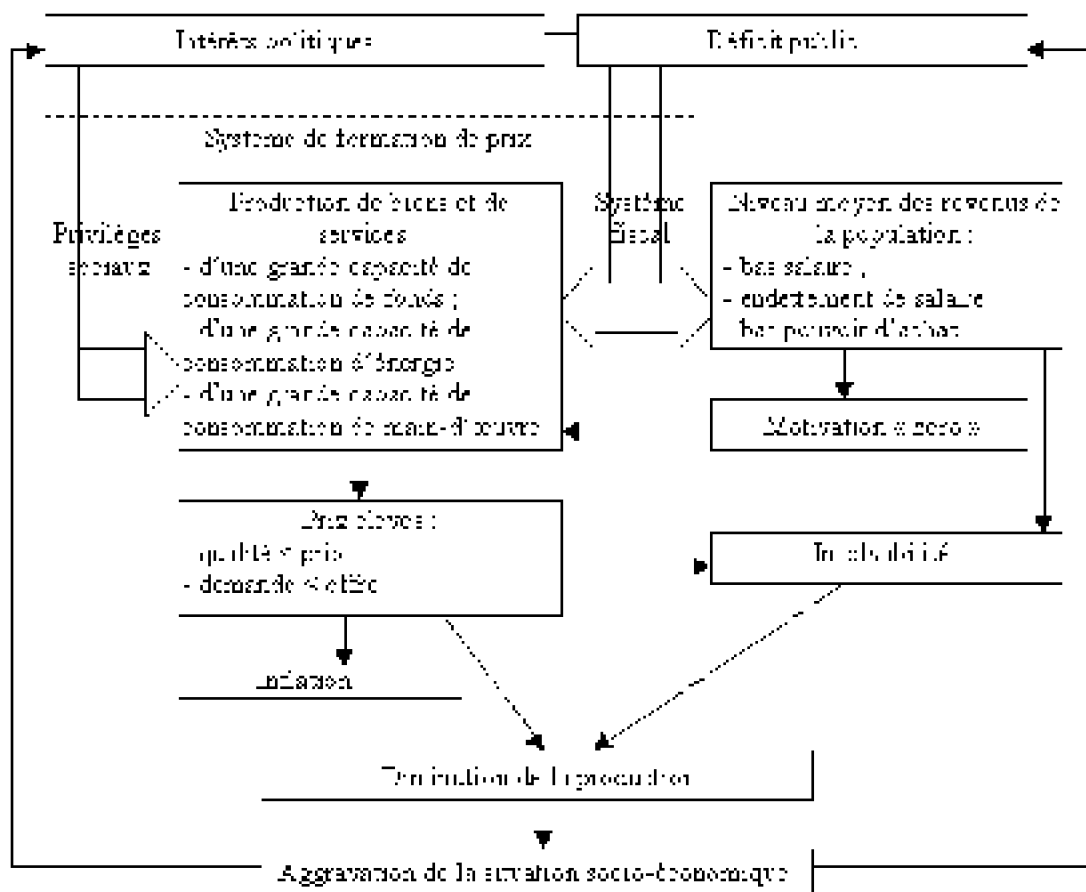 Intérêts politiques
Déficit public
Système de formation de prix
Privilèges
sociaux
Production de biens et de
services
- d'une grande capacité de
consommation de fonds ;
- d'une grande capacité de
consommation d'énergie
- d'une grande capacité de
consommation de main-d'œuvre
Système
fiscal
Niveau moyen des revenus de
la population :
- bas salaire ;
- endettement de salaire
- bas pouvoir d'achat
Motivation « zéro »
Prix élevés :
- qualité < prix
- demande < offre
Insolvabilité
Inflation
Diminution de la production
Aggravation de la situation socio-économique